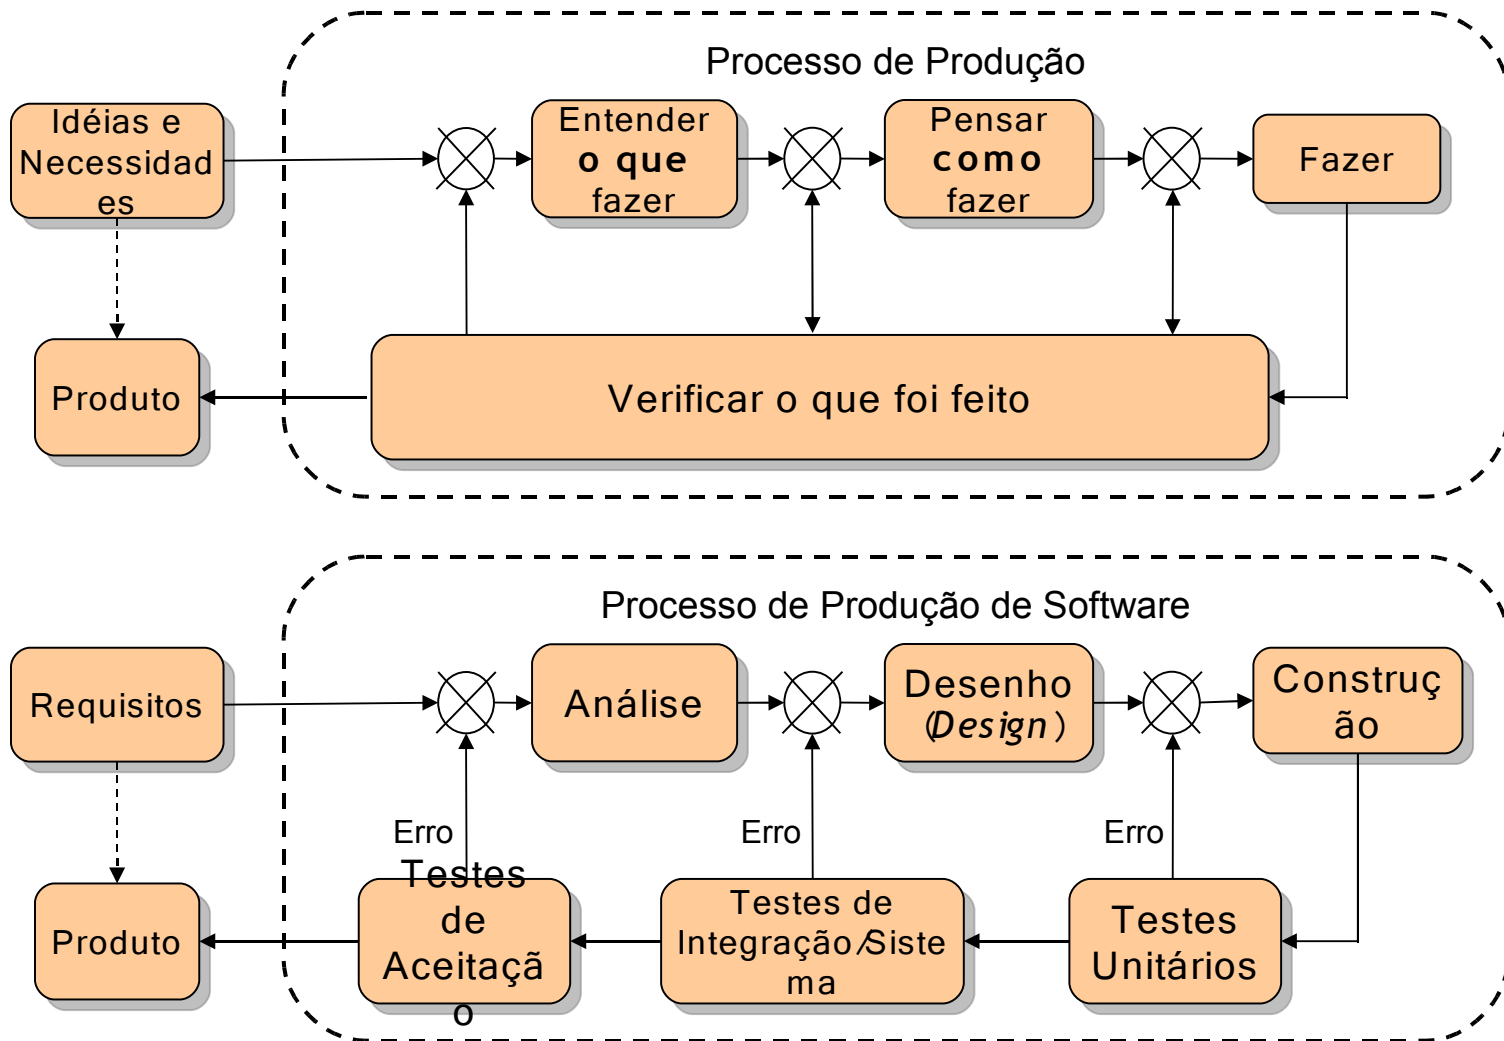 Processo de Produção
Idéias e
Necessidad
es
Entender
o que
fazer
Pensar
como
fazer
Fazer
Produto
Verificar o que foi feito
Processo de Produção de Software
Requisitos
Análise
Desenho
(Design)
Construç
ão
Erro
Erro
Erro
Produto
Testes
de
Aceitaçã
o
Testes de
Integração/Siste
ma
Testes
Unitários